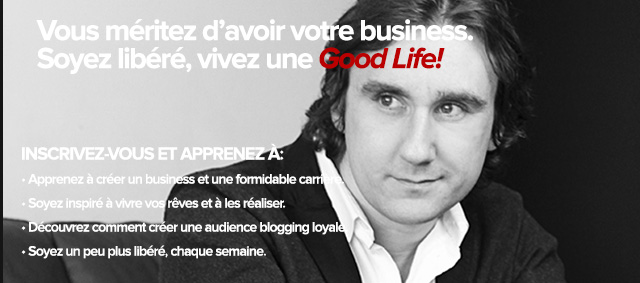 Vous méritez d'avoir votre business.
Soyez libéré, vivez une Good Life!
INSCRIVEZ-VOUS ET APPRENEZ À:
• Apprenez à créer un business et une formidable carrière.
• Soyez inspiré à vivre vos rêves et à les réaliser.
• Découvrez comment créer une audience blogging loyale.
• Soyez un peu plus libéré, chaque semaine.